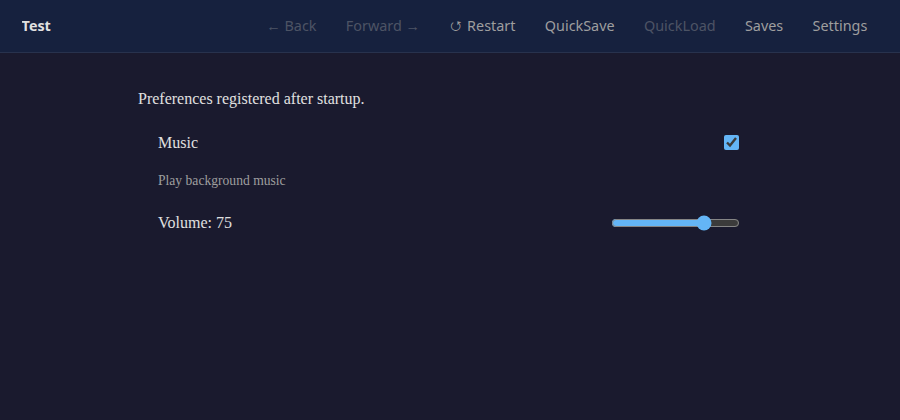 Test ← Back Forward → ↺ Restart QuickSave QuickLoad Saves Settings
Preferences registered after startup.
Music
Play background music
Volume: 75